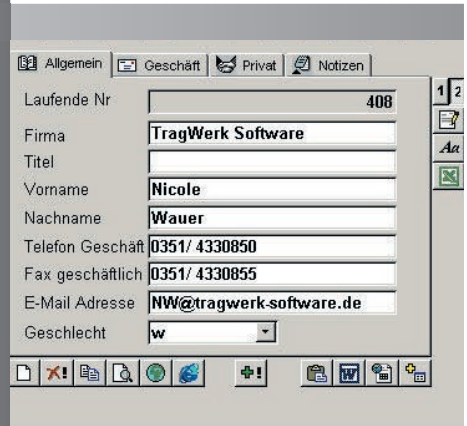 Allgemein Geschäft Privat Notizen
Laufende Nr 408
1 2
Firma TragWerk Software
Titel
Aa
Vorname Nicole
Nachname Wauer
Telefon Geschäft 0351/ 4330850
Fax geschäftlich 0351/ 4330855
E-Mail Adresse NW@tragwerk-software.de
Geschlecht w